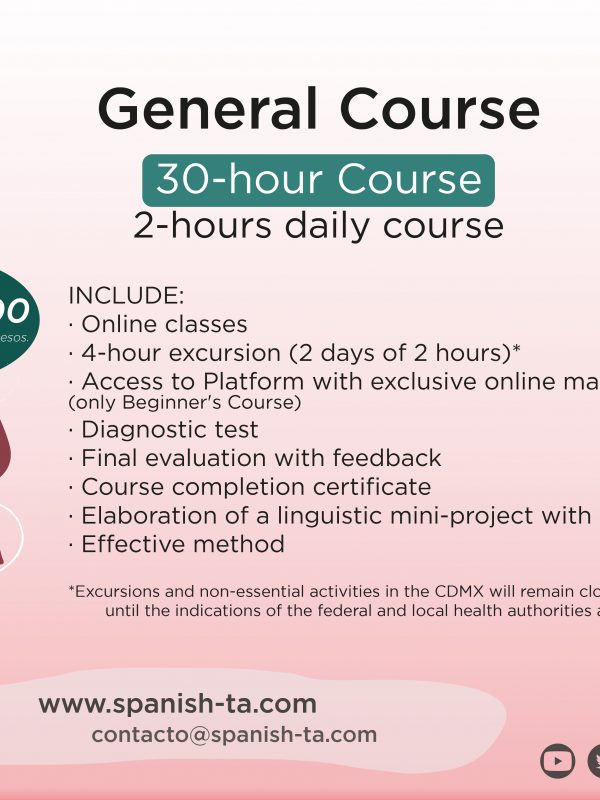 General Course
30-hour Course
2-hours daily course
00
esos.
INCLUDE:
· Online classes
· 4-hour excursion (2 days of 2 hours)*
· Access to Platform with exclusive online ma
(only Beginner's Course)
· Diagnostic test
· Final evaluation with feedback
· Course completion certificate
· Elaboration of a linguistic mini-project with
· Effective method
*Excursions and non-essential activities in the CDMX will remain clo
until the indications of the federal and local health authorities a
www.spanish-ta.com
contacto@spanish-ta.com